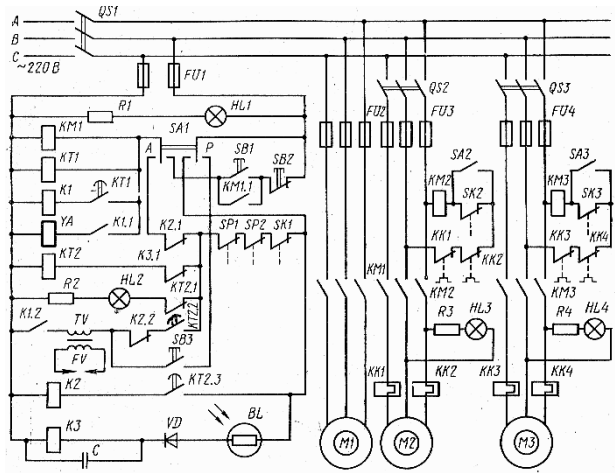 A QS1
B
C
~220 В
FU1
QS2
QS3
R1 HL1
FU2 FU3 FU4
KM1 SA1
A P SB1 SB2
KT1
KM1.1
SA2 SA3
KM2 SK2 KM3 SK3
K1 KT1
YA K1.1
K2.1 SP1 SP2 SK1
KK1 KK2 KK3 KK4
KT2 K3.1
R2 HL2 KT2.1
KM1 KM2 KM3
K1.2 TV K2.2 KT2.2
R3 HL3 R4 HL4
FV SB3
K2 KT2.3
KK1 KK2 KK3 KK4
K3 VD BL
C
M1 M2 M3